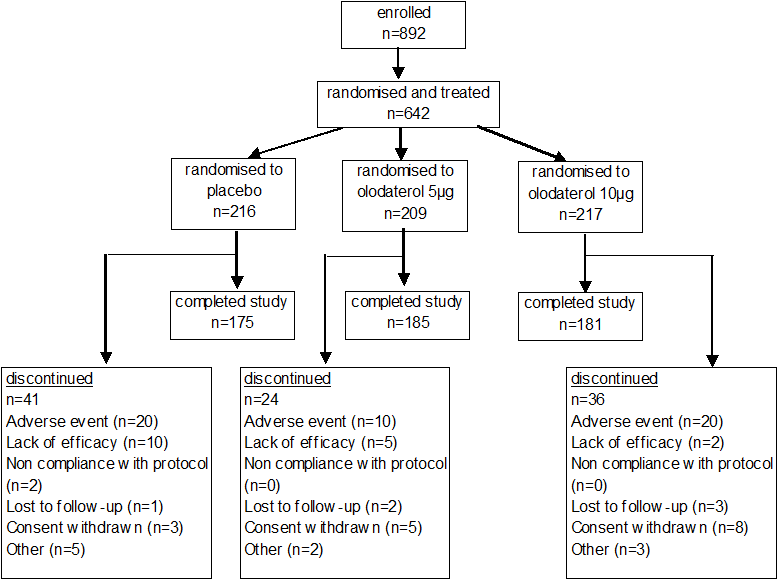 enrolled
n=892
randomised and treated
n=642
randomised to
placebo
n=216
randomised to
olodaterol 5µg
n=209
randomised to
olodaterol 10µg
n=217
completed study
n=175
completed study
n=185
completed study
n=181
discontinued
n=41
Adverse event (n=20)
Lack of efficacy (n=10)
Non compliance with protocol
(n=2)
Lost to follow-up (n=1)
Consent withdrawn (n=3)
Other (n=5)
discontinued
n=24
Adverse event (n=10)
Lack of efficacy (n=5)
Non compliance with protocol
(n=0)
Lost to follow-up (n=2)
Consent withdrawn (n=5)
Other (n=2)
discontinued
n=36
Adverse event (n=20)
Lack of efficacy (n=2)
Non compliance with protocol
(n=0)
Lost to follow-up (n=3)
Consent withdrawn (n=8)
Other (n=3)